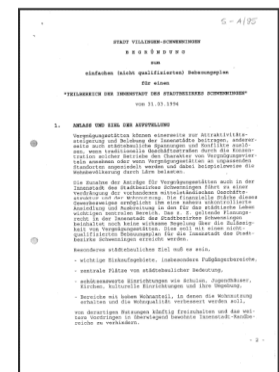 S-A/95
STADT VILLINGEN-SCHWENNINGEN
B E G R Ü N D U N G
zum
einfachen (nicht qualifizierten) Bebauungsplan
für einen
"TEILBEREICH DER INNENSTADT DES STADTBEZIRKS SCHWENNINGEN"
vom 31.03.1994
1. ANLASS UND ZIEL DER AUFSTELLUNG
Vergnügungsstätten können einerseits zur Attraktivitäts-
steigerung und Belebung der Innenstädte beitragen, anderer-
seits auch städtebauliche Spannungen und Konflikte auslö-
sen, wenn traditionelle Geschäftsstraßen durch die Konzen-
tration solcher Betriebe den Charakter von Vergnügungsvier-
teln annehmen oder wenn Vergnügungsstätten an unpassenden
Standorten angesiedelt werden und dabei beispielsweise die
Wohnbevölkerung durch Lärm belasten.
Die Zunahme der Anträge für Vergnügungsstätten auch in der
Innenstadt des Stadtbezirkes Schwenningen führt zu einer
Verdrängung der vorhandenen mittelständischen Geschäfts-
struktur und der Wohnnutzung. Die finanzielle Stärke dieses
Gewerbezweiges ermöglicht ihm eine nahezu unkontrollierte
Ansiedlung und Ausbreitung in den für das städtische Leben
wichtigen zentralen Bereich. Das z. Z. geltende Planungs-
recht in der Innenstadt des Stadtbezirkes Schwenningen
beinhaltet noch keine wirksame Regelung über die Zulässig-
keit von Vergnügungsstätten. Dies soll mit einem nicht-
qualifizierten Bebauungsplan für die Innenstadt des Stadt-
bezirks Schwenningen erreicht werden.
Besonderes städtebauliches Ziel muß es sein,
- wichtige Einkaufsgebiete, insbesondere Fußgängerbereiche,
- zentrale Plätze von städtebaulicher Bedeutung,
- schützenswerte Einrichtungen wie Schulen, Jugendhäuser,
Kirchen, kulturelle Einrichtungen und ihre Umgebung,
- Bereiche mit hohem Wohnanteil, in denen die Wohnnutzung
erhalten und die Wohnqualität verbessert werden soll,
von derartigen Nutzungen künftig freizuhalten und das wei-
tere Vordringen in überwiegend bewohnte Innenstadt-Randbe-
reiche zu verhindern.
- 2 -